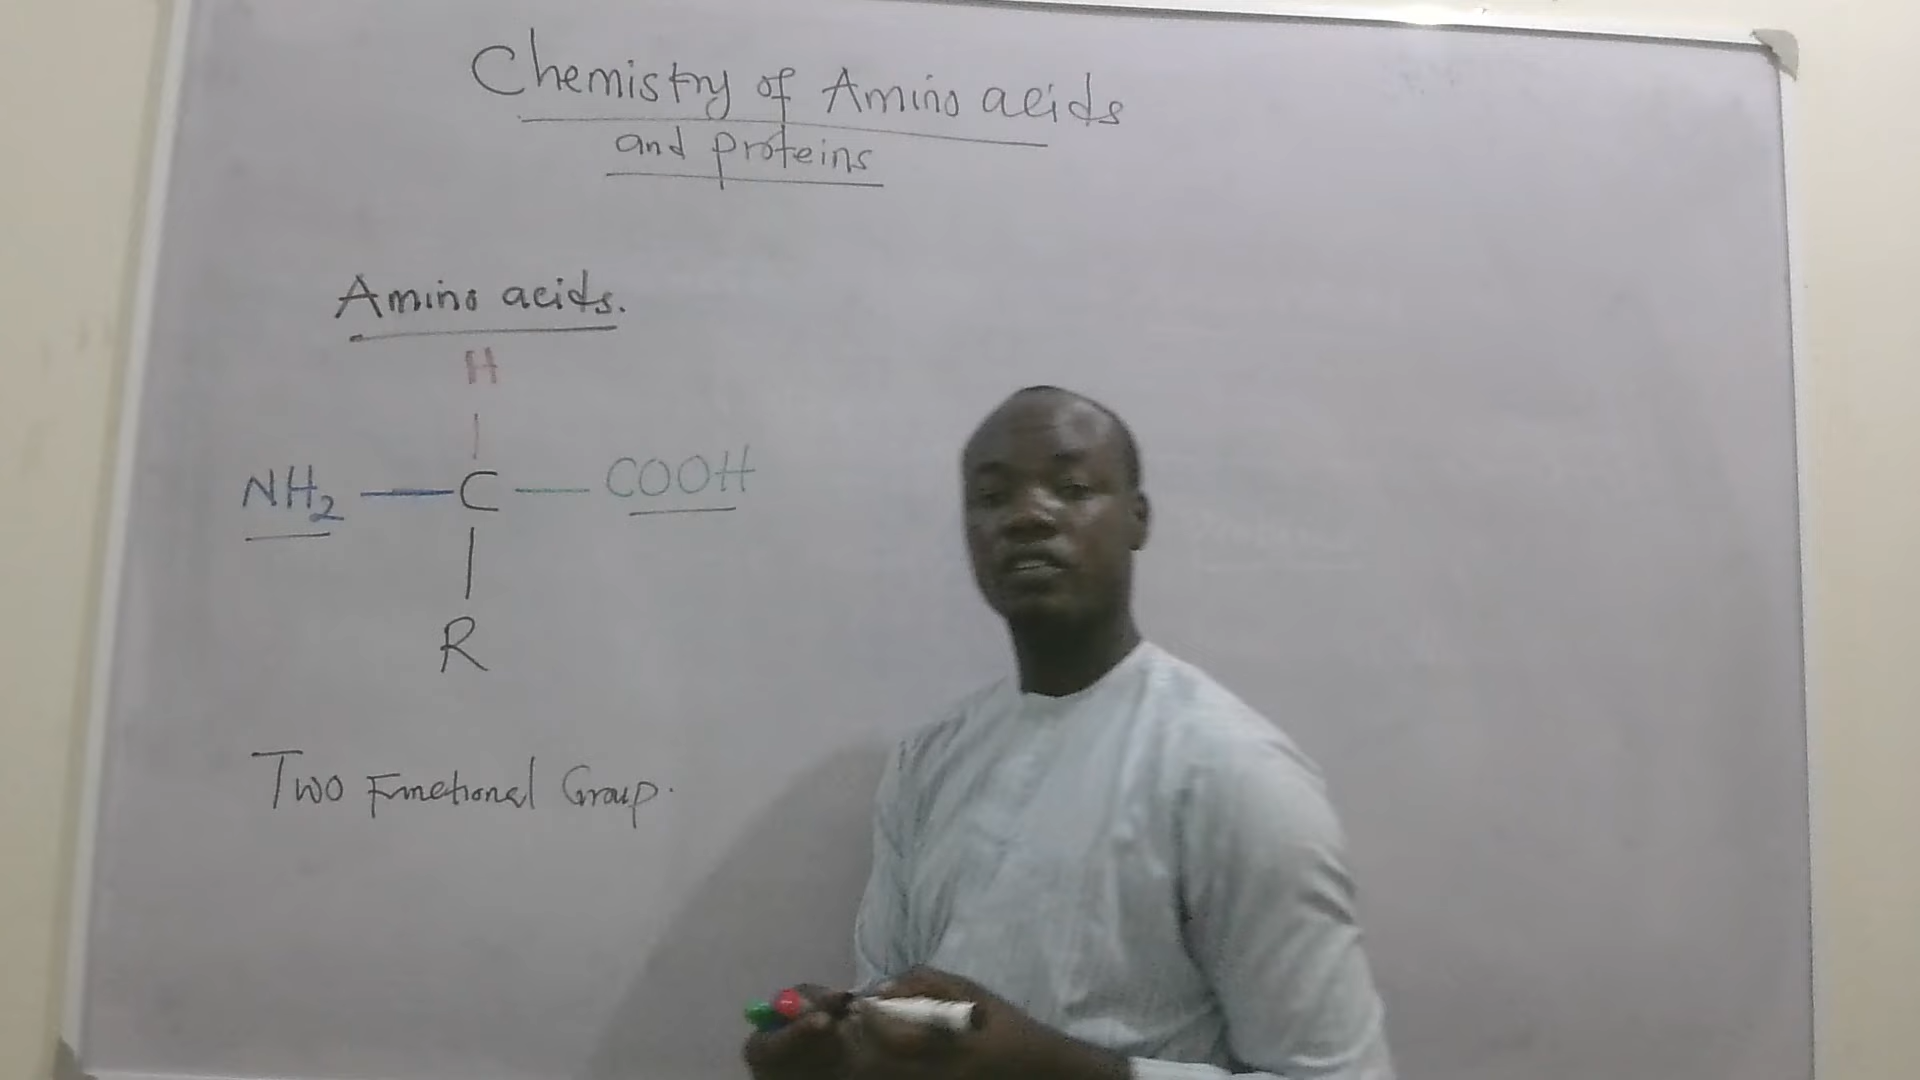 Chemistry of Amino acids
and proteins
Amino acids.
H
NH₂ — C — COOH
R
Two Functional Group.